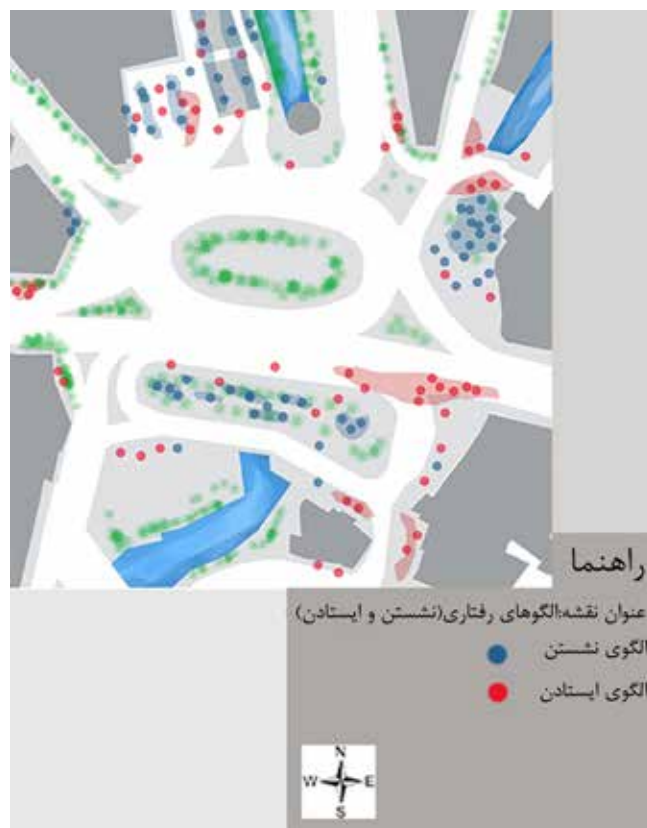 راهنما
عنوان نقشه:الگوهای رفتاری(نشستن و ایستادن)
الگوی نشستن
الگوی ایستادن
N
W E
S